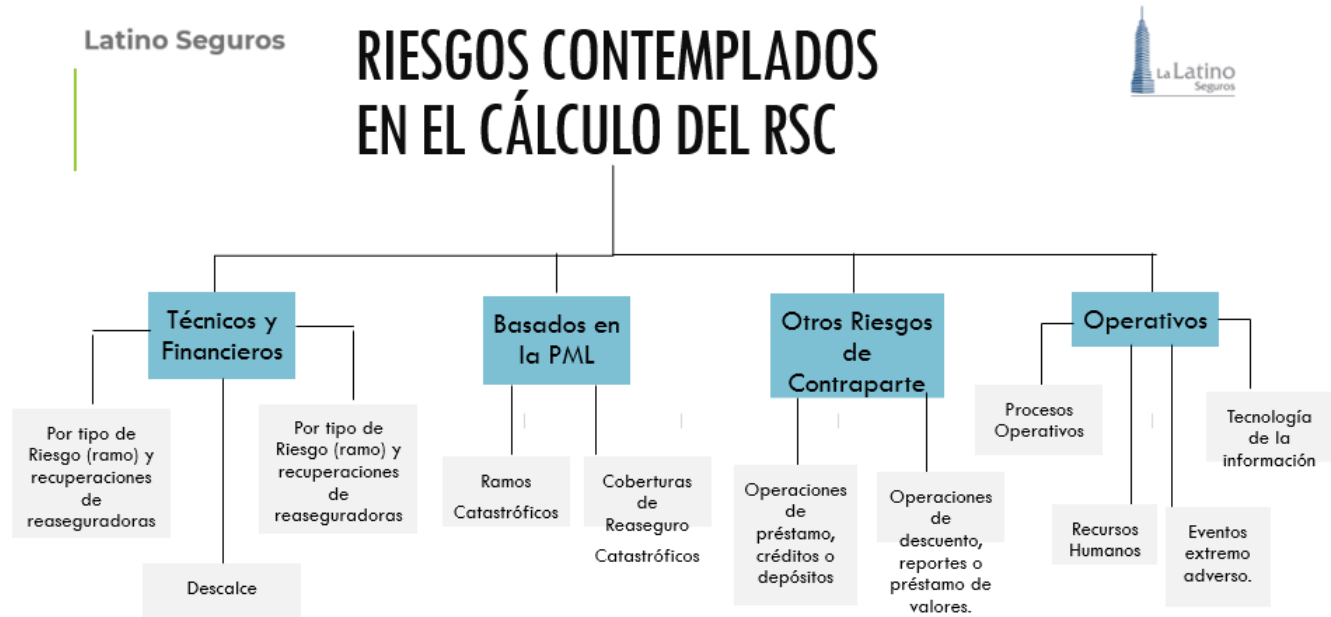 Latino Seguros
RIESGOS CONTEMPLADOS
EN EL CÁLCULO DEL RSC
La Latino
Seguros
Técnicos y
Financieros
Por tipo de
Riesgo (ramo) y
recuperaciones
de
reaseguradoras
Descalce
Por tipo de
Riesgo (ramo) y
recuperaciones
de
reaseguradoras
Basados en
la PML
Ramos
Catastróficos
Coberturas
de
Reaseguro
Catastróficos
Otros Riesgos
de
Contraparte
Operaciones
de
préstamo,
créditos o
depósitos
Operaciones
de
descuento,
reportes o
préstamo de
valores.
Operativos
Procesos
Operativos
Recursos
Humanos
Eventos
extremo
adverso.
Tecnología
de la
información